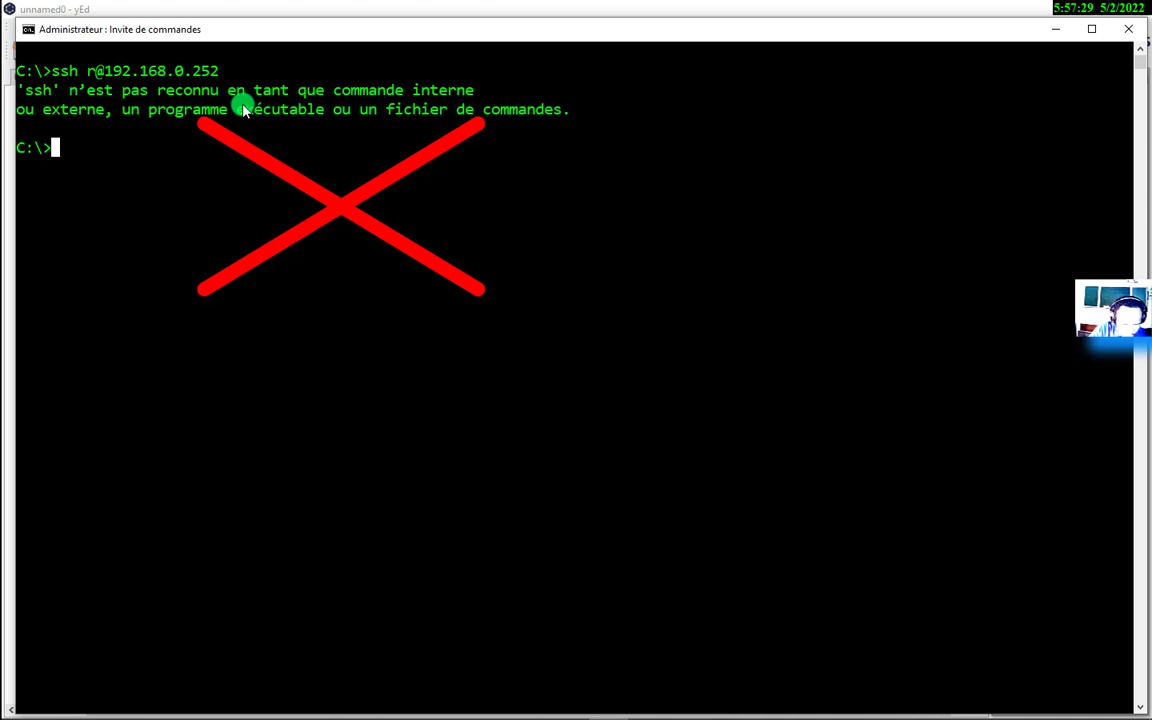 unnamed0 - yEd
5:57:29 5/2/2022
Administrateur : Invite de commandes
C:\>ssh r@192.168.0.252
'ssh' n’est pas reconnu en tant que commande interne
ou externe, un programme exécutable ou un fichier de commandes.
C:\>